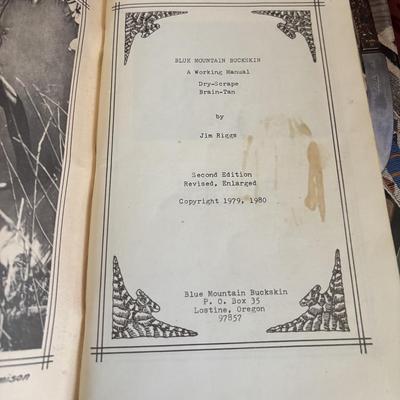 BLUE MOUNTAIN BUCKSKIN
A Working Manual
Dry-Scrape
Brain-Tan
by
Jim Riggs
Second Edition
Revised, Enlarged
Copyright 1979, 1980
Blue Mountain Buckskin
P. O. Box 35
Lostine, Oregon
97857